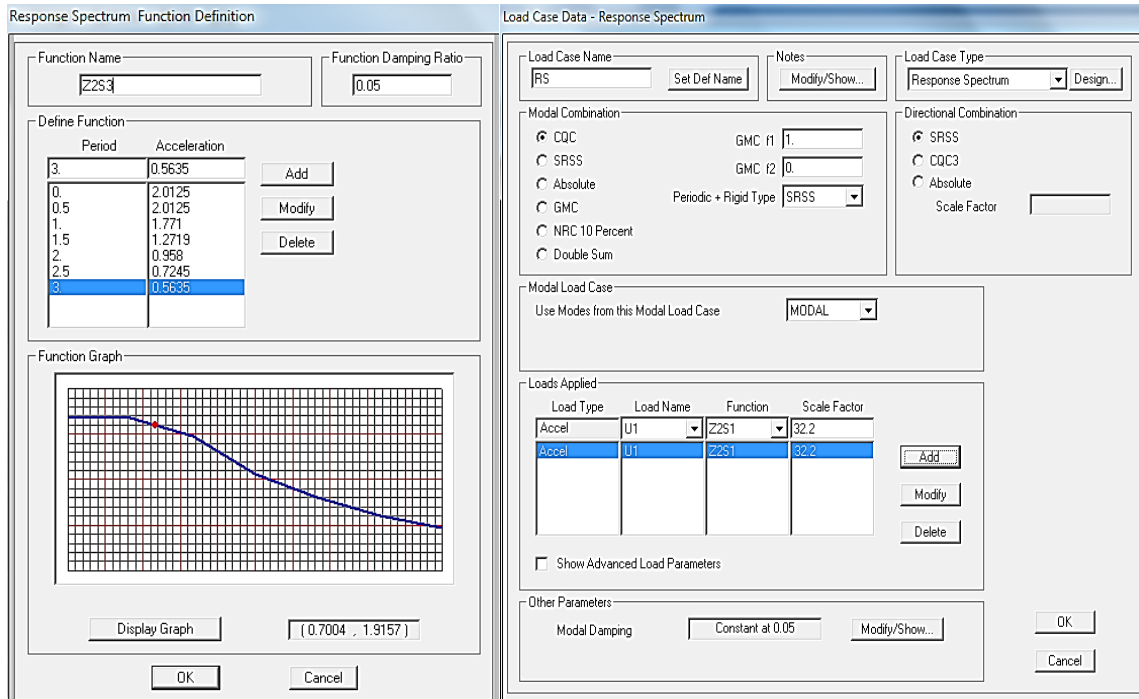 Response Spectrum Function Definition
Function Name
Z2S3
Function Damping Ratio
0.05
Define Function
Period Acceleration
3. 0.5635
0. 2.0125
0.5 2.0125
1. 1.771
1.5 1.2719
2. 0.958
2.5 0.7245
3. 0.5635
Add
Modify
Delete
Function Graph
Display Graph
( 0.7004 , 1.9157 )
OK
Cancel
Load Case Data - Response Spectrum
Load Case Name
RS
Set Def Name
Notes
Modify/Show...
Load Case Type
Response Spectrum
Design...
Modal Combination
CQC
SRSS
Absolute
GMC
NRC 10 Percent
Double Sum
GMC f1 1.
GMC f2 0.
Periodic + Rigid Type SRSS
Directional Combination
SRSS
CQC3
Absolute
Scale Factor
Modal Load Case
Use Modes from this Modal Load Case MODAL
Loads Applied
Load Type Load Name Function Scale Factor
Accel U1 Z2S1 32.2
Accel U1 Z2S1 32.2
Add
Modify
Delete
Show Advanced Load Parameters
Other Parameters
Modal Damping Constant at 0.05 Modify/Show...
OK
Cancel